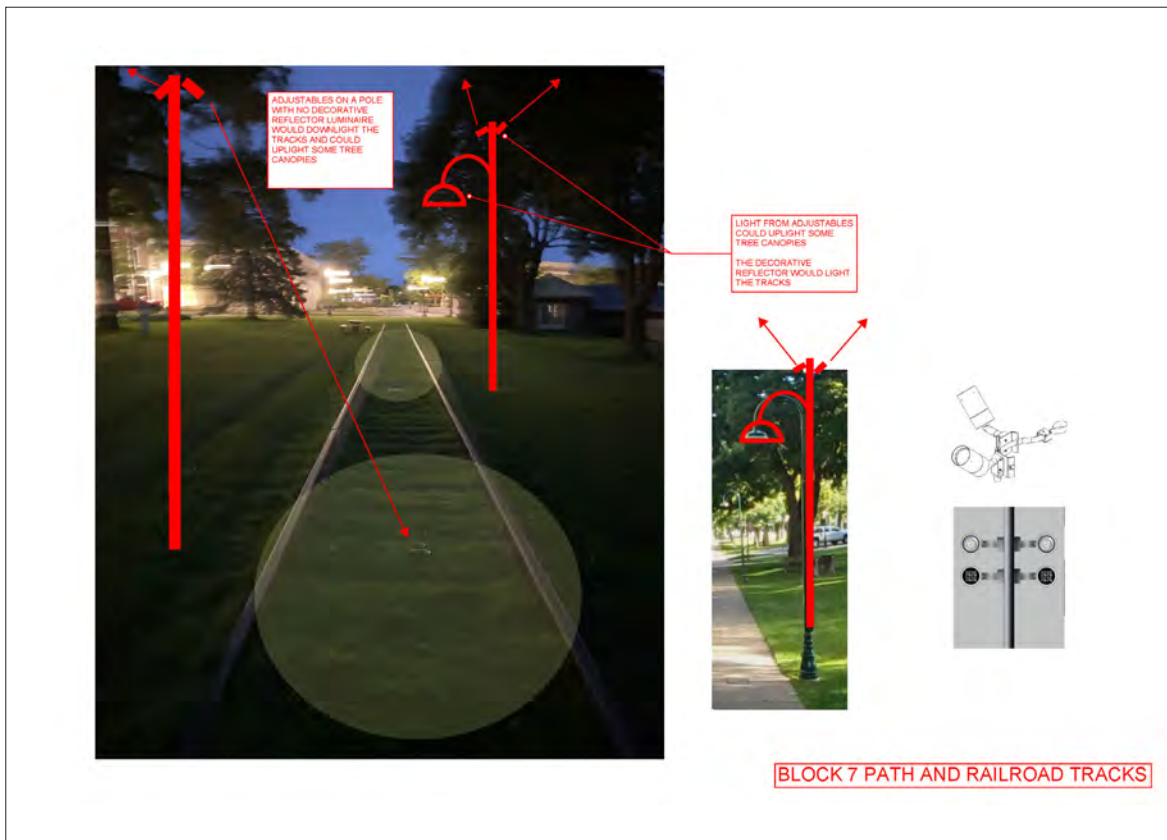 ADJUSTABLES ON A POLE
WITH NO DECORATIVE
REFLECTOR LUMINAIRE
WOULD DOWNLIGHT THE
TRACKS AND COULD
UPLIGHT SOME TREE
CANOPIES
LIGHT FROM ADJUSTABLES
COULD UPLIGHT SOME
TREE CANOPIES
THE DECORATIVE
REFLECTOR WOULD LIGHT
THE TRACKS
BLOCK 7 PATH AND RAILROAD TRACKS